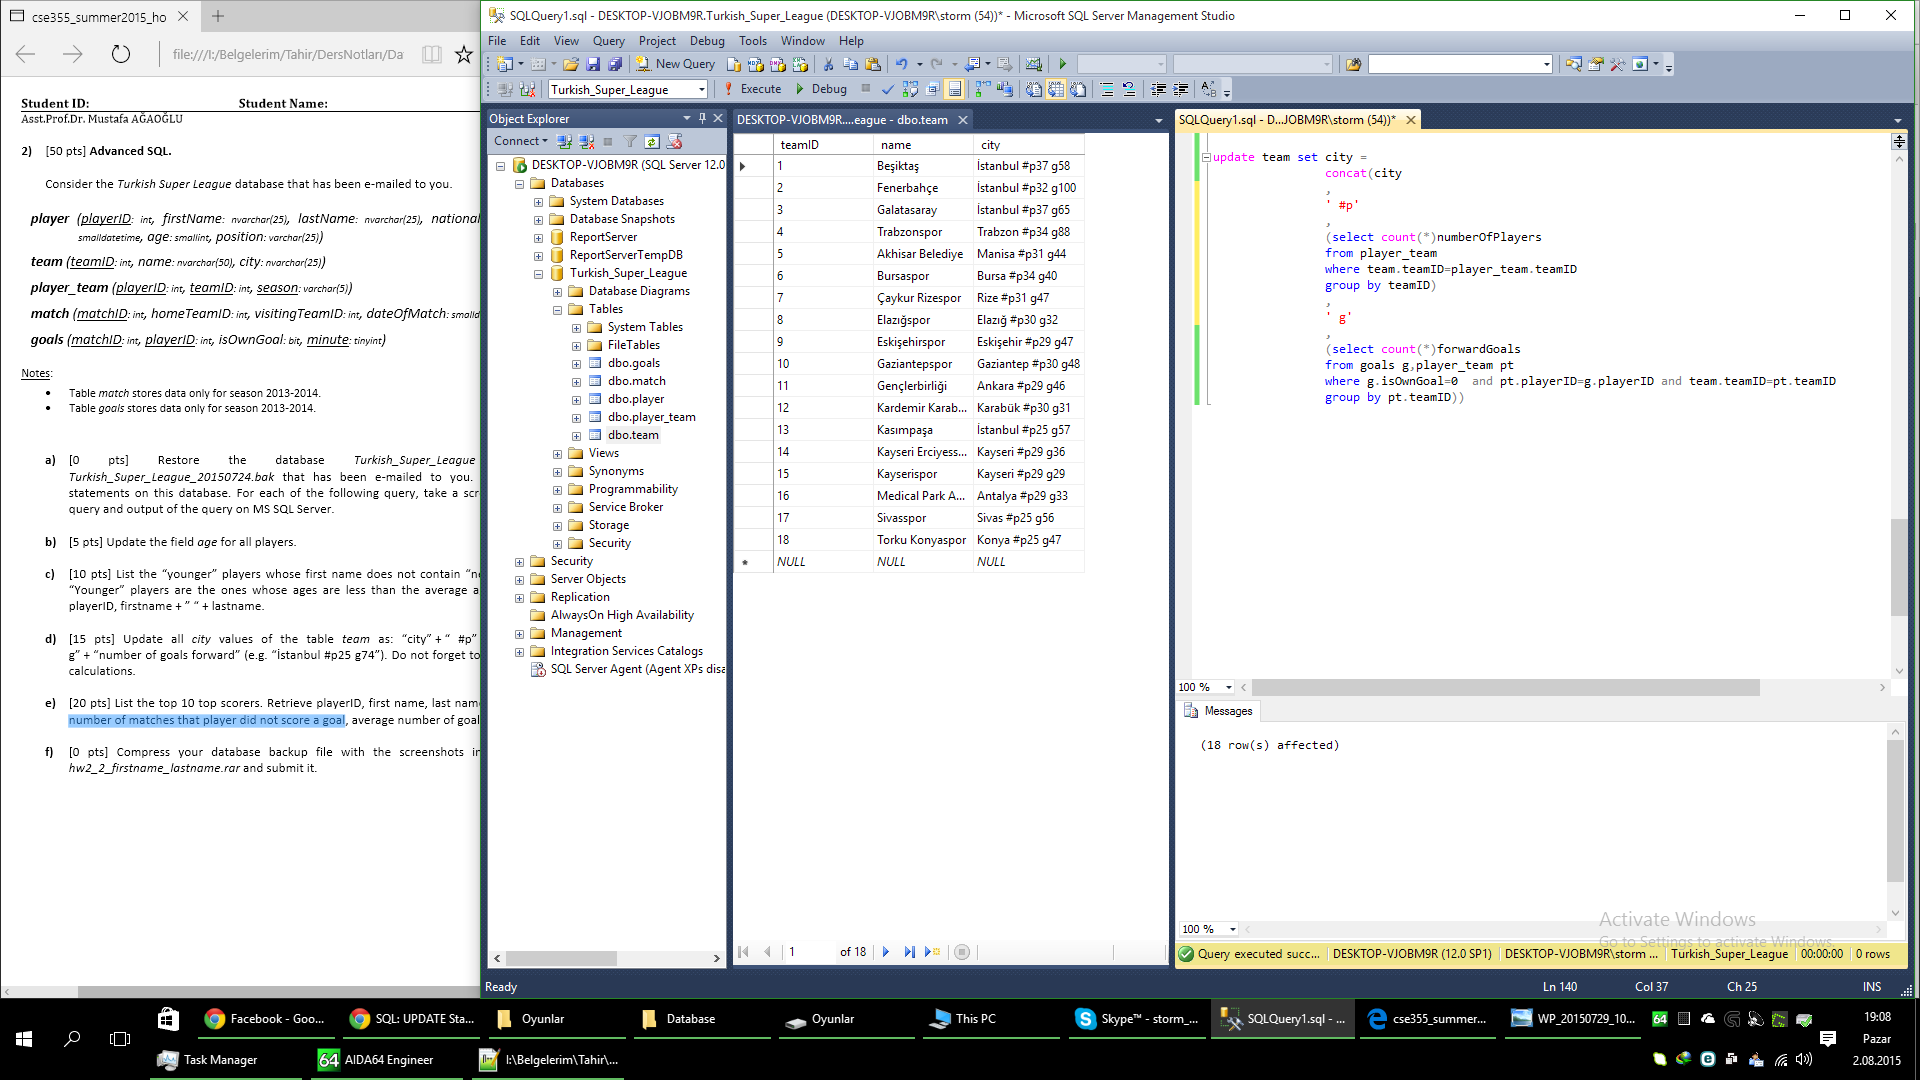 cse355_summer2015_ho
file:///I:/Belgelerim/Tahir/DersNotları/Da
Student ID: Student Name:
Asst.Prof.Dr. Mustafa AĞAOĞLU
2) [50 pts] Advanced SQL.
Consider the Turkish Super League database that has been e-mailed to you.
player (playerID: int, firstName: nvarchar(25), lastName: nvarchar(25), national
smalldatetime, age: smallint, position: varchar(25))
team (teamID: int, name: nvarchar(50), city: nvarchar(25))
player_team (playerID: int, teamID: int, season: varchar(5))
match (matchID: int, homeTeamID: int, visitingTeamID: int, dateOfMatch: smalld
goals (matchID: int, playerID: int, isOwnGoal: bit, minute: tinyint)
Notes:
• Table match stores data only for season 2013-2014.
• Table goals stores data only for season 2013-2014.
a) [0 pts] Restore the database Turkish_Super_League
Turkish_Super_League_20150724.bak that has been e-mailed to you.
statements on this database. For each of the following query, take a scr
query and output of the query on MS SQL Server.
b) [5 pts] Update the field age for all players.
c) [10 pts] List the “younger” players whose first name does not contain “n
“Younger” players are the ones whose ages are less than the average a
playerID, firstname + ” “ + lastname.
d) [15 pts] Update all city values of the table team as: “city” + “ #p”
g” + “number of goals forward” (e.g. “İstanbul #p25 g74”). Do not forget to
calculations.
e) [20 pts] List the top 10 top scorers. Retrieve playerID, first name, last nam
number of matches that player did not score a goal, average number of goal
f) [0 pts] Compress your database backup file with the screenshots in
hw2_2_firstname_lastname.rar and submit it.
SQLQuery1.sql - DESKTOP-VJOBM9R.Turkish_Super_League (DESKTOP-VJOBM9R\storm (54))* - Microsoft SQL Server Management Studio
File Edit View Query Project Debug Tools Window Help
New Query
Turkish_Super_League Execute Debug
Object Explorer
Connect
DESKTOP-VJOBM9R (SQL Server 12.0
Databases
System Databases
Database Snapshots
ReportServer
ReportServerTempDB
Turkish_Super_League
Database Diagrams
Tables
System Tables
FileTables
dbo.goals
dbo.match
dbo.player
dbo.player_team
dbo.team
Views
Synonyms
Programmability
Service Broker
Storage
Security
Security
Server Objects
Replication
AlwaysOn High Availability
Management
Integration Services Catalogs
SQL Server Agent (Agent XPs disa
DESKTOP-VJOBM9R....eague - dbo.team
teamID name city
1 Beşiktaş İstanbul #p37 g58
2 Fenerbahçe İstanbul #p32 g100
3 Galatasaray İstanbul #p37 g65
4 Trabzonspor Trabzon #p34 g88
5 Akhisar Belediye Manisa #p31 g44
6 Bursaspor Bursa #p34 g40
7 Çaykur Rizespor Rize #p31 g47
8 Elazığspor Elazığ #p30 g32
9 Eskişehirspor Eskişehir #p29 g47
10 Gaziantepspor Gaziantep #p30 g48
11 Gençlerbirliği Ankara #p29 g46
12 Kardemir Karab... Karabük #p30 g31
13 Kasımpaşa İstanbul #p25 g57
14 Kayseri Erciyess... Kayseri #p29 g36
15 Kayserispor Kayseri #p29 g29
16 Medical Park A... Antalya #p29 g33
17 Sivasspor Sivas #p25 g56
18 Torku Konyaspor Konya #p25 g47
NULL NULL NULL
1 of 18
SQLQuery1.sql - D...JOBM9R\storm (54))*
update team set city =
concat(city
,
' #p'
,
(select count(*)numberOfPlayers
from player_team
where team.teamID=player_team.teamID
group by teamID)
,
' g'
,
(select count(*)forwardGoals
from goals g,player_team pt
where g.isOwnGoal=0 and pt.playerID=g.playerID and team.teamID=pt.teamID
group by pt.teamID))
100 %
Messages
(18 row(s) affected)
100 %
Activate Windows
Go to Settings to activate Windows.
Query executed succ... DESKTOP-VJOBM9R (12.0 SP1) DESKTOP-VJOBM9R\storm ... Turkish_Super_League 00:00:00 0 rows
Ready Ln 140 Col 37 Ch 25 INS
Facebook - Goo... SQL: UPDATE Sta... Oyunlar Database Oyunlar This PC Skype™ - storm_... SQLQuery1.sql - ... cse355_summer... WP_20150729_10... 64 19:08
Pazar
Task Manager 64 AIDA64 Engineer I:\Belgelerim\Tahir\... 2.08.2015